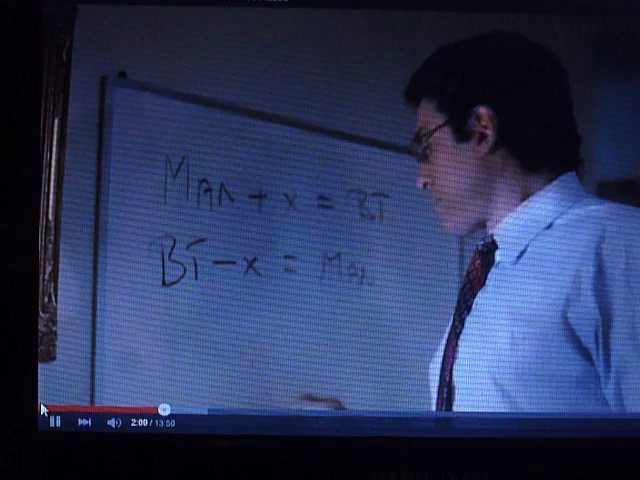 MAN + x = BT
BT - x = MAN
2:09 / 13:50